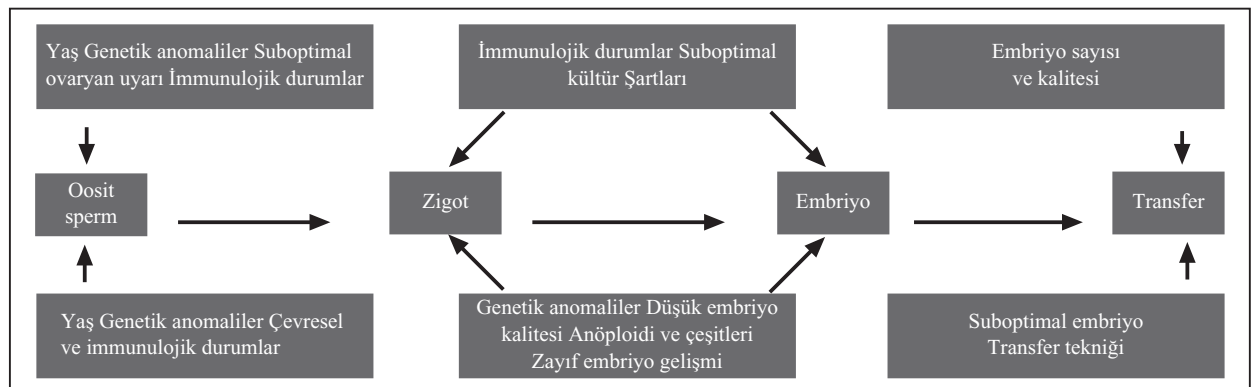 Yaş Genetik anomaliler Suboptimal
ovaryan uyarı İmmunulojik durumlar
İmmunulojik durumlar Suboptimal
kültür Şartları
Embriyo sayısı
ve kalitesi
Oosit
sperm
Zigot
Embriyo
Transfer
Yaş Genetik anomaliler Çevresel
ve immunulojik durumlar
Genetik anomaliler Düşük embriyo
kalitesi Anöploidi ve çeşitleri
Zayıf embriyo gelişmi
Suboptimal embriyo
Transfer tekniği